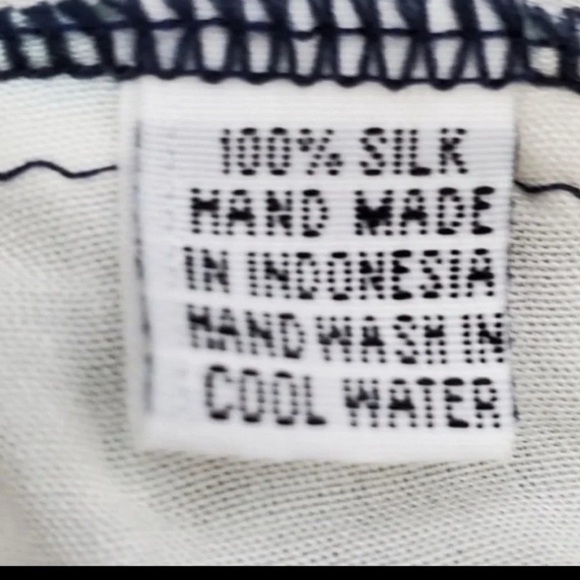 100% SILK
HAND MADE
IN INDONESIA
HAND WASH IN
COOL WATER